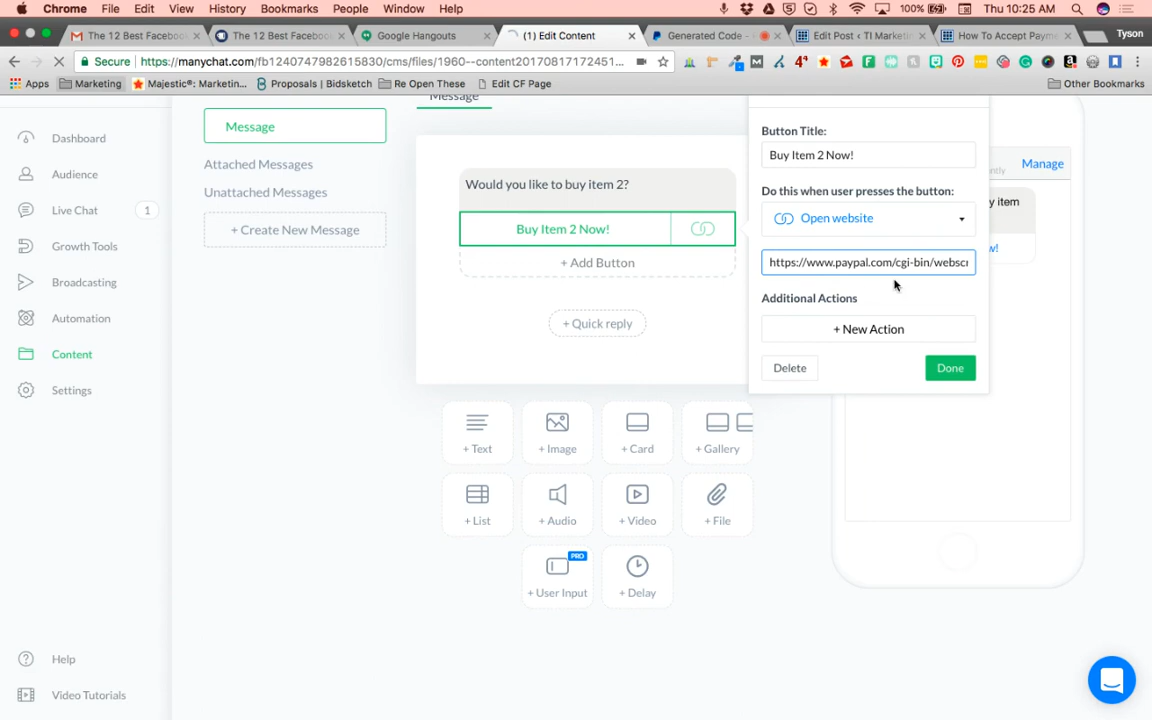 Chrome File Edit View History Bookmarks People Window Help 100% Thu 10:25 AM
The 12 Best Facebook
The 12 Best Facebook
Google Hangouts
(1) Edit Content
Generated Code -
Edit Post < TI Marketin
How To Accept Payme
Tyson
Secure https://manychat.com/fb1240747982615830/cms/files/1960--content20170817172451...
Apps Marketing Majestic®: Marketin... Proposals | Bidsketch Re Open These Edit CF Page Other Bookmarks
Dashboard
Audience
Live Chat 1
Growth Tools
Broadcasting
Automation
Content
Settings
Help
Video Tutorials
Message
Attached Messages
Unattached Messages
+ Create New Message
Message
Would you like to buy item 2?
Buy Item 2 Now!
+ Add Button
+ Quick reply
+ Text + Image + Card + Gallery
+ List + Audio + Video + File
PRO
+ User Input + Delay
Button Title:
Buy Item 2 Now!
Do this when user presses the button:
Open website
https://www.paypal.com/cgi-bin/webscr
Additional Actions
+ New Action
Delete Done
Manage
ntly
y item
w!